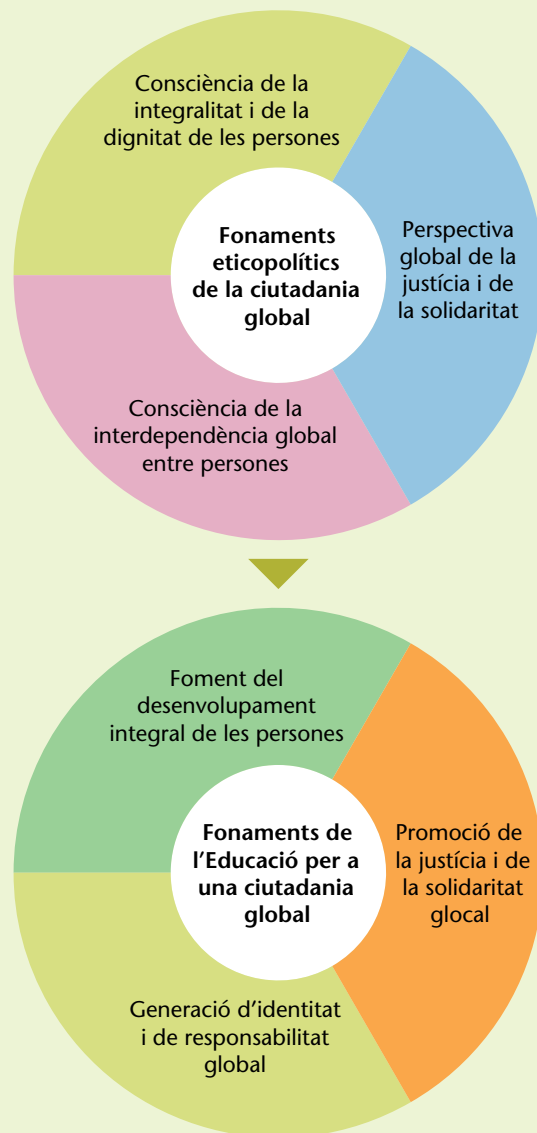 Consciència de la
integralitat i de la
dignitat de les persones
Perspectiva
global de la
justícia i de
la solidaritat
Fonaments
eticopolítics
de la ciutadania
global
Consciència de la
interdependència global
entre persones
Foment del
desenvolupament
integral de les persones
Promoció de
la justícia i de
la solidaritat
glocal
Fonaments de
l’Educació per a
una ciutadania
global
Generació d’identitat
i de responsabilitat
global